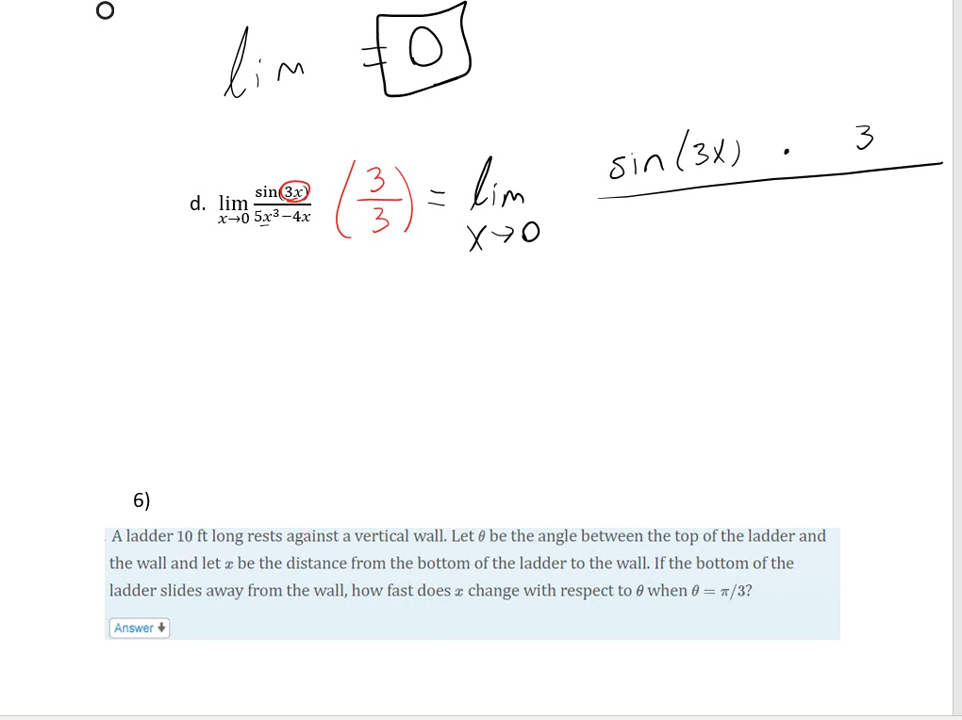 lim = 0
d. lim x→0 sin(3x) / 5x³−4x (3/3) = lim x→0 sin(3x) · 3
6)
A ladder 10 ft long rests against a vertical wall. Let θ be the angle between the top of the ladder and
the wall and let x be the distance from the bottom of the ladder to the wall. If the bottom of the
ladder slides away from the wall, how fast does x change with respect to θ when θ = π/3?
Answer